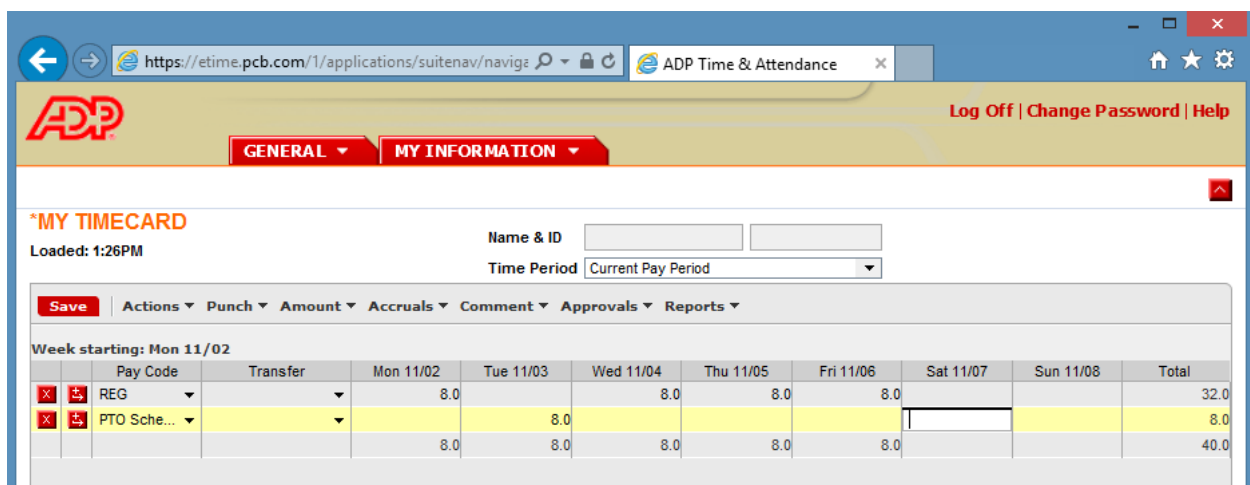 https://etime.pcb.com/1/applications/suitenav/naviga
ADP Time & Attendance
ADP
Log Off | Change Password | Help
GENERAL
MY INFORMATION
*MY TIMECARD
Loaded: 1:26PM
Name & ID
Time Period Current Pay Period
Save Actions Punch Amount Accruals Comment Approvals Reports
Week starting: Mon 11/02
Pay Code Transfer Mon 11/02 Tue 11/03 Wed 11/04 Thu 11/05 Fri 11/06 Sat 11/07 Sun 11/08 Total
REG 8.0 8.0 8.0 8.0 32.0
PTO Sche... 8.0 8.0
8.0 8.0 8.0 8.0 8.0 40.0